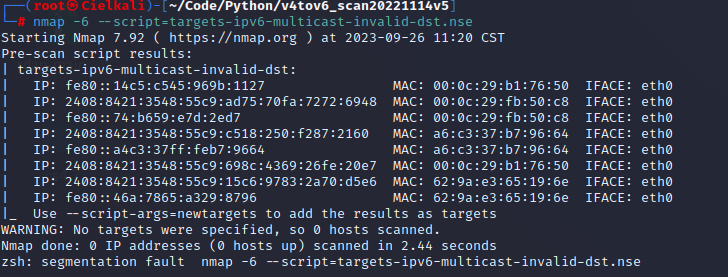 ┌──(root㉿Cielkali)-[~/Code/Python/v4tov6_scan20221114v5]
└─# nmap -6 --script=targets-ipv6-multicast-invalid-dst.nse
Starting Nmap 7.92 ( https://nmap.org ) at 2023-09-26 11:20 CST
Pre-scan script results:
| targets-ipv6-multicast-invalid-dst:
|   IP: fe80::14c5:c545:969b:1127              MAC: 00:0c:29:b1:76:50  IFACE: eth0
|   IP: 2408:8421:3548:55c9:ad75:70fa:7272:6948  MAC: 00:0c:29:fb:50:c8  IFACE: eth0
|   IP: fe80::74:b659:e7d:2ed7                 MAC: 00:0c:29:fb:50:c8  IFACE: eth0
|   IP: 2408:8421:3548:55c9:c518:250:f287:2160   MAC: a6:c3:37:b7:96:64  IFACE: eth0
|   IP: fe80::a4c3:37ff:feb7:9664              MAC: a6:c3:37:b7:96:64  IFACE: eth0
|   IP: 2408:8421:3548:55c9:698c:4369:26fe:20e7  MAC: 00:0c:29:b1:76:50  IFACE: eth0
|   IP: 2408:8421:3548:55c9:15c6:9783:2a70:d5e6  MAC: 62:9a:e3:65:19:6e  IFACE: eth0
|   IP: fe80::46a:7865:a329:8796               MAC: 62:9a:e3:65:19:6e  IFACE: eth0
|_  Use --script-args=newtargets to add the results as targets
WARNING: No targets were specified, so 0 hosts scanned.
Nmap done: 0 IP addresses (0 hosts up) scanned in 2.44 seconds
zsh: segmentation fault  nmap -6 --script=targets-ipv6-multicast-invalid-dst.nse